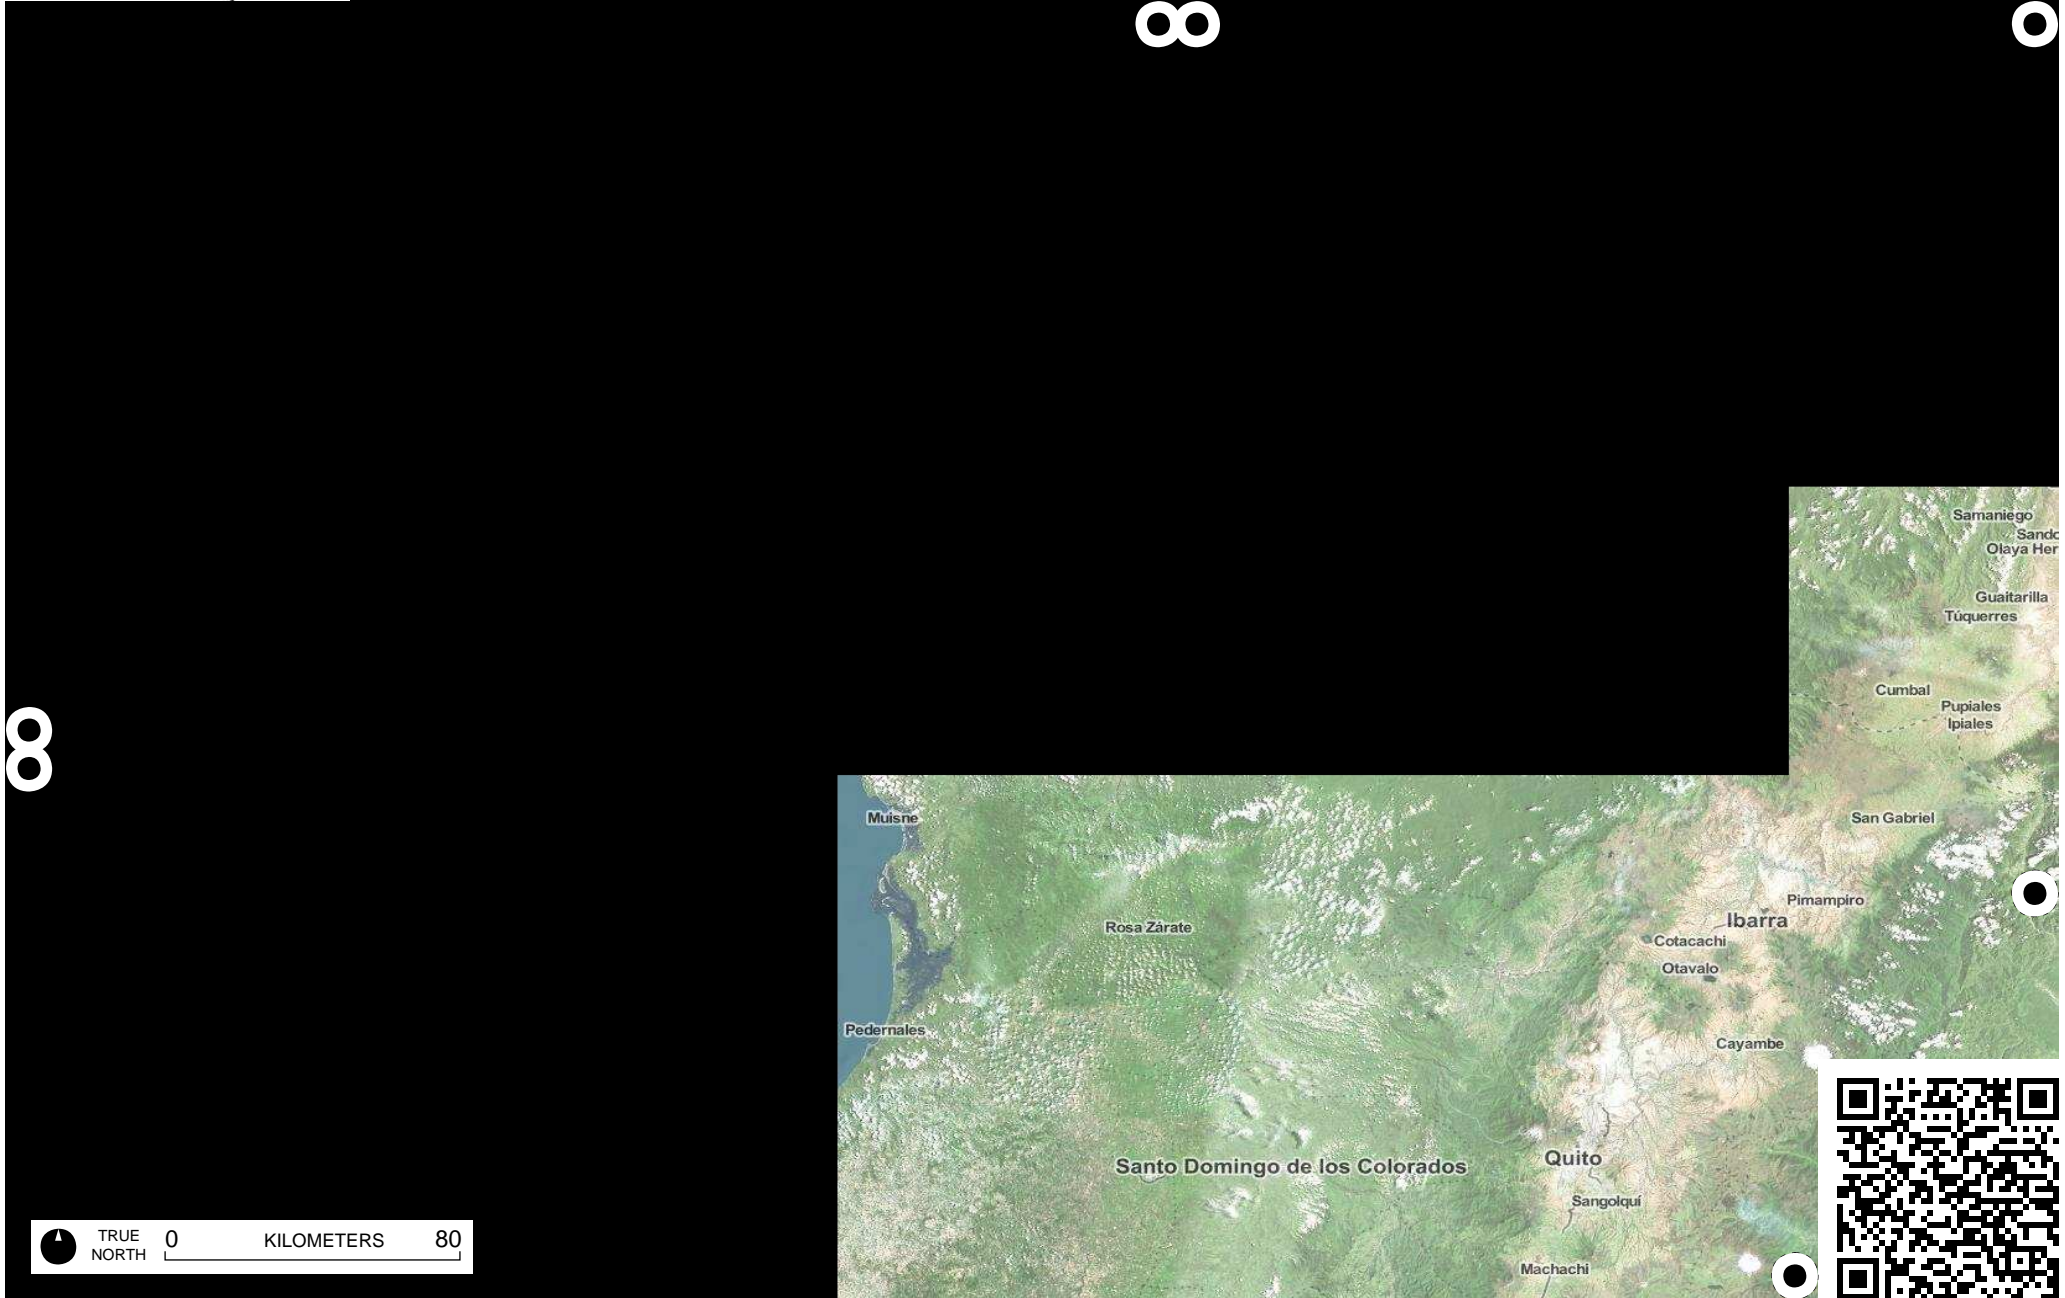 Samaniego
Olaya Her
Guaitarilla
Túquerres
Cumbal
Pupiales
Ipiales
Muisne
San Gabriel
Pimampiro
Ibarra
Rosa Zárate
Cotacachi
Otavalo
Pedernales
Cayambe
Quito
Santo Domingo de los Colorados
Sangolquí
TRUE
NORTH
0 KILOMETERS 80
Machachi